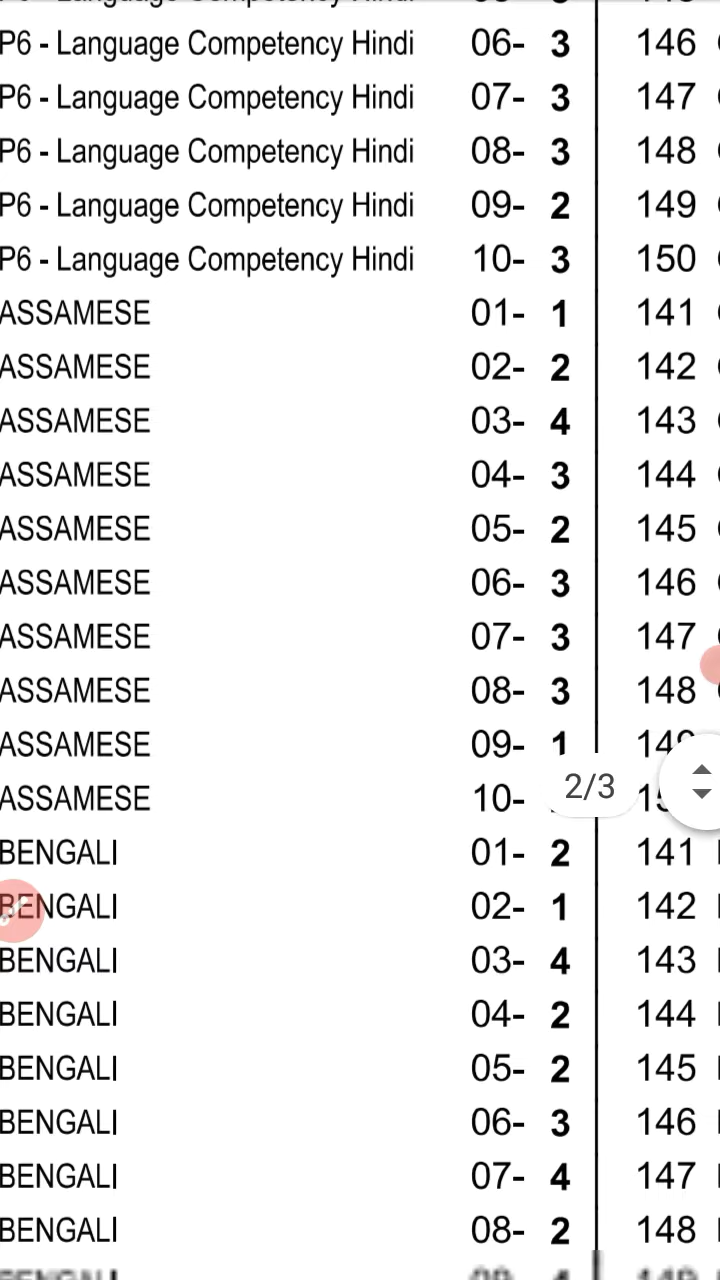 P6 - Language Competency Hindi 06- 3 146
P6 - Language Competency Hindi 07- 3 147
P6 - Language Competency Hindi 08- 3 148
P6 - Language Competency Hindi 09- 2 149
P6 - Language Competency Hindi 10- 3 150
ASSAMESE 01- 1 141
ASSAMESE 02- 2 142
ASSAMESE 03- 4 143
ASSAMESE 04- 3 144
ASSAMESE 05- 2 145
ASSAMESE 06- 3 146
ASSAMESE 07- 3 147
ASSAMESE 08- 3 148
ASSAMESE 09- 1
2/3
ASSAMESE 10-
BENGALI 01- 2 141
BENGALI 02- 1 142
BENGALI 03- 4 143
BENGALI 04- 2 144
BENGALI 05- 2 145
BENGALI 06- 3 146
BENGALI 07- 4 147
BENGALI 08- 2 148